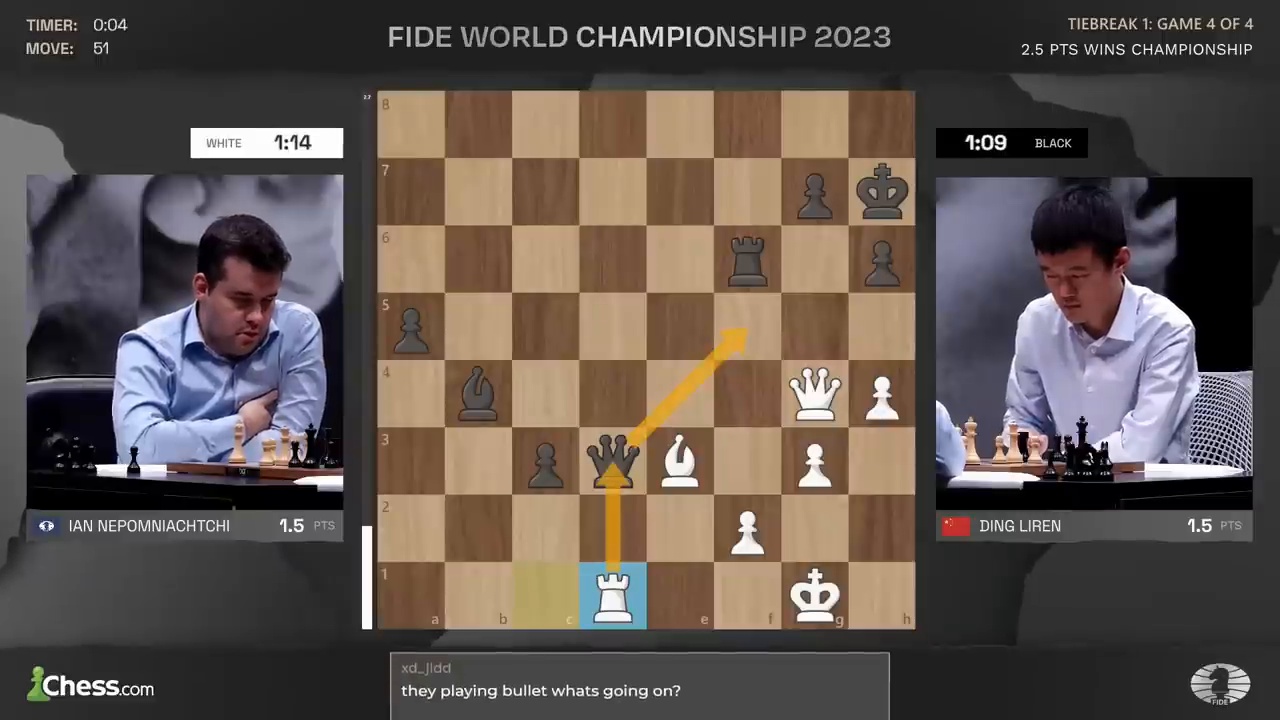 TIMER: 0:04
MOVE: 51
FIDE WORLD CHAMPIONSHIP 2023
TIEBREAK 1: GAME 4 OF 4
2.5 PTS WINS CHAMPIONSHIP
WHITE 1:14
1:09 BLACK
8
7
6
5
4
3
2
1
a b c d e f g h
IAN NEPOMNIACHTCHI 1.5 PTS
DING LIREN 1.5 PTS
xd_jldd
they playing bullet whats going on?
Chess.com
FIDE